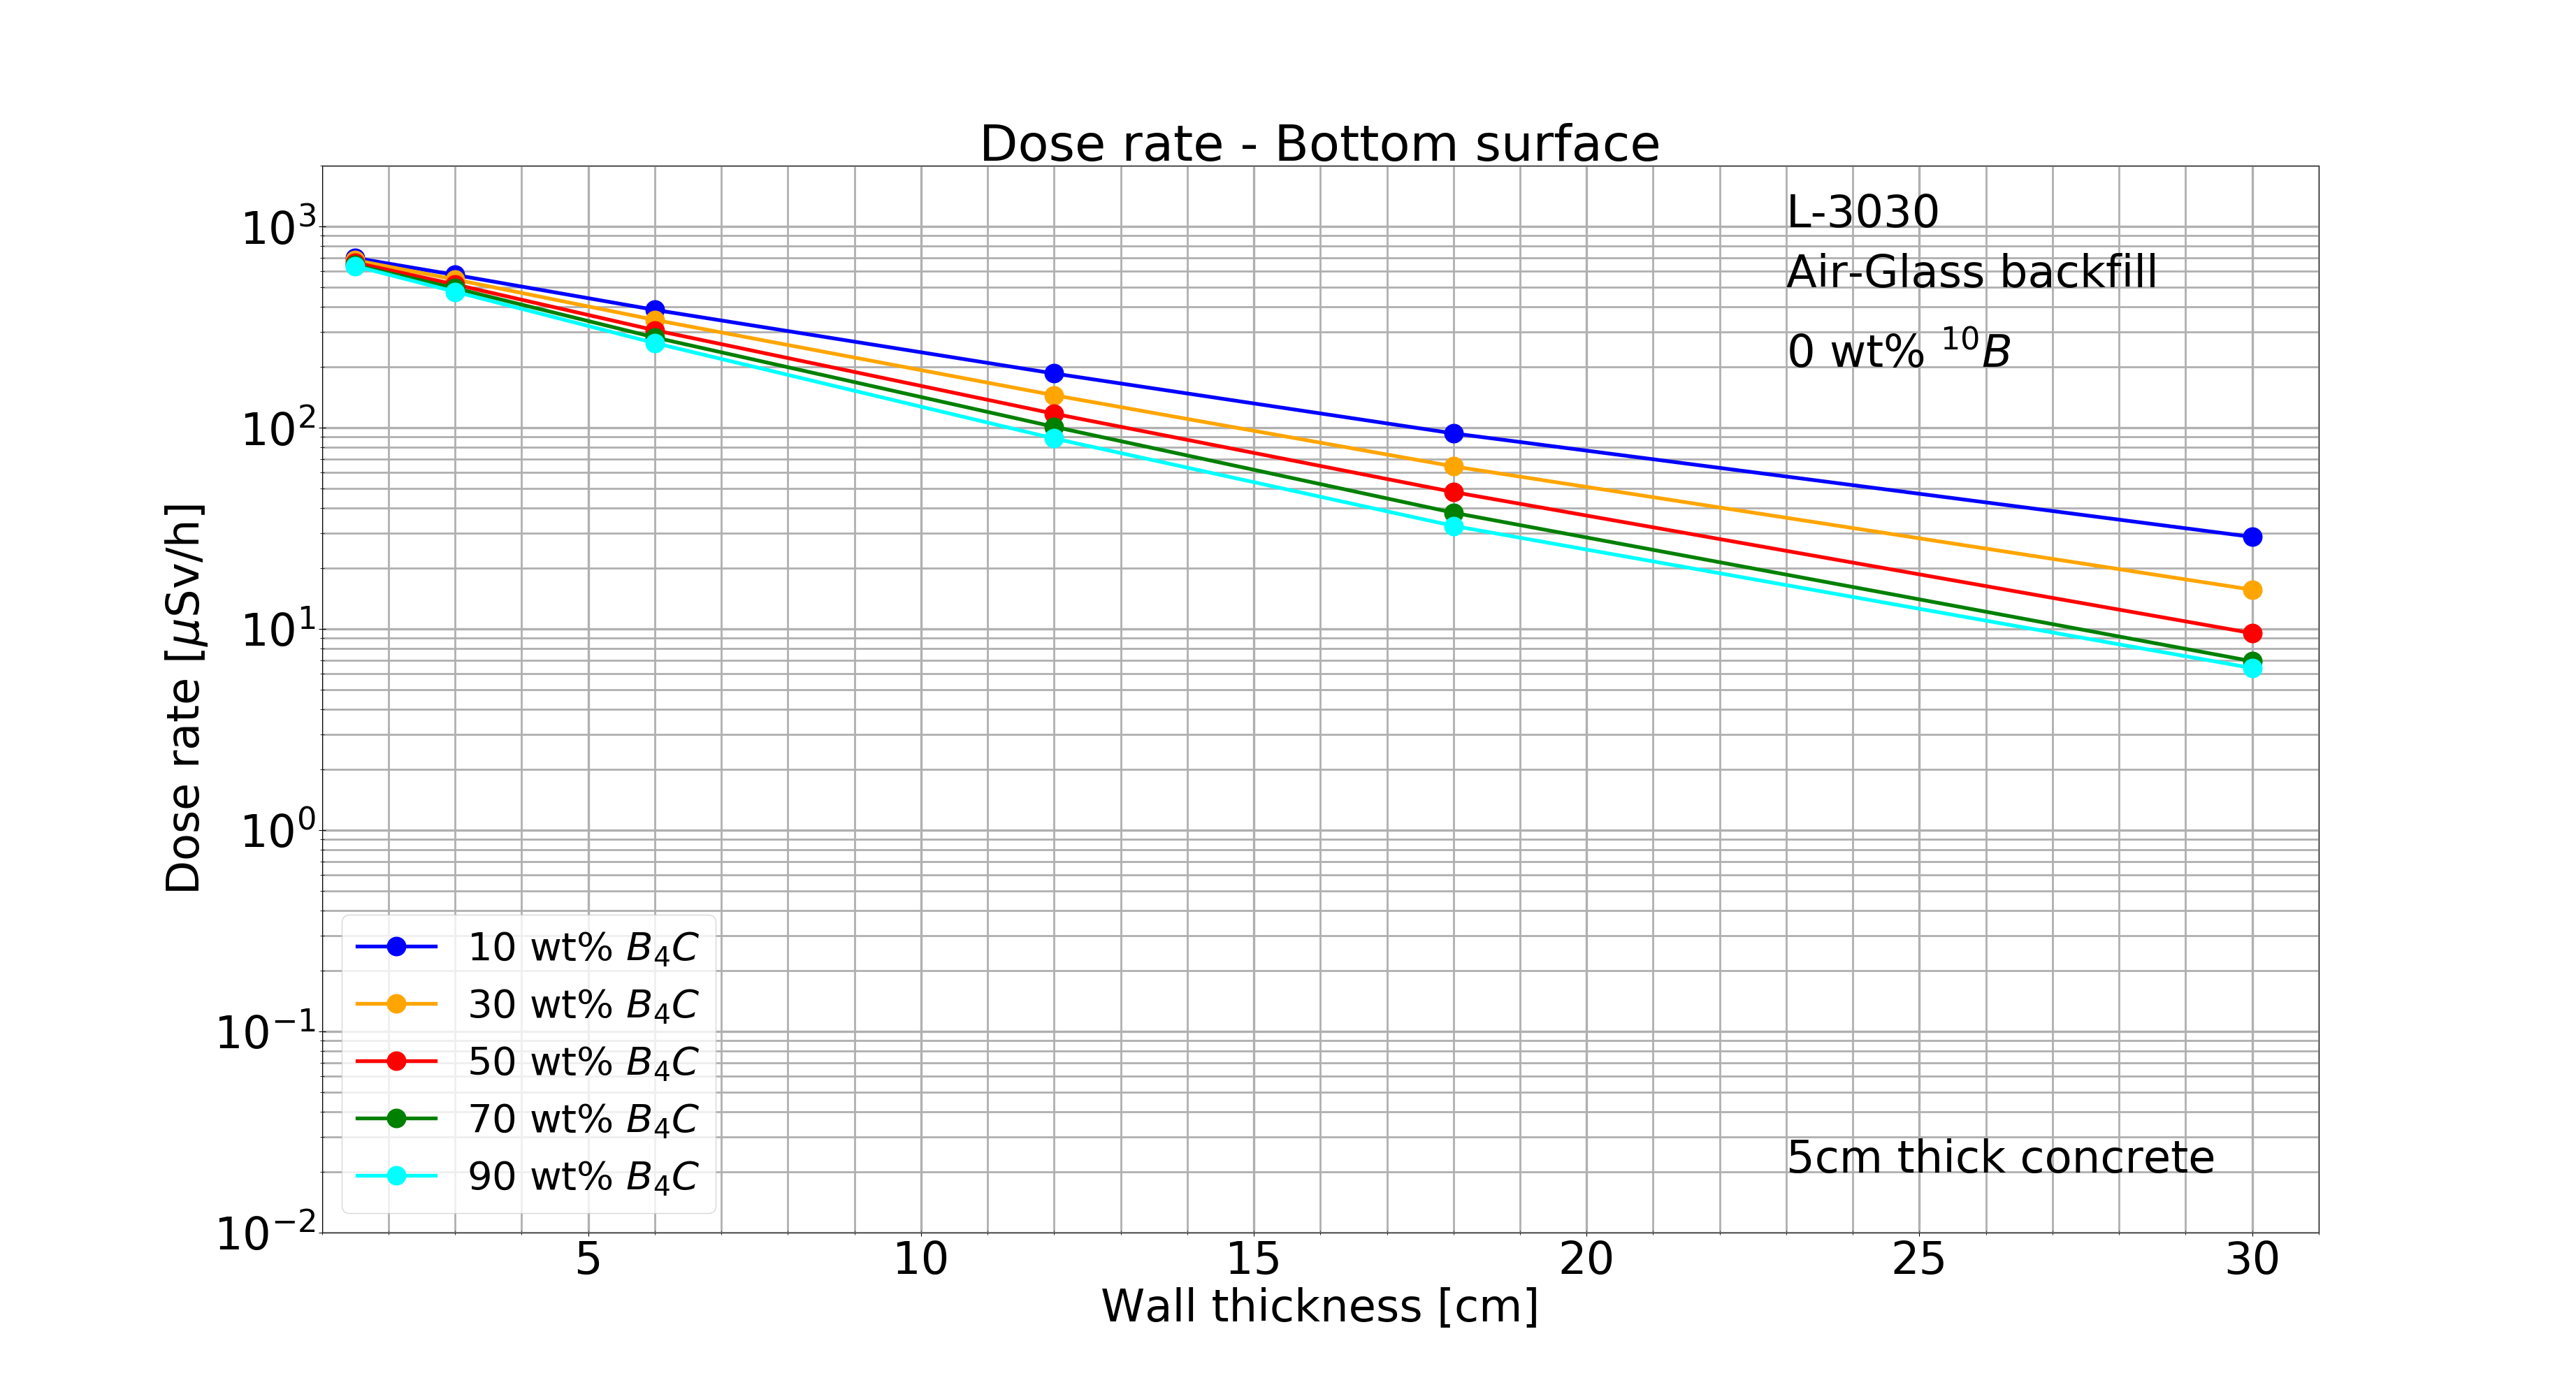 Dose rate - Bottom surface
L-3030
Air-Glass backfill
0 wt% ¹⁰B
10³
10²
10¹
10⁰
10⁻¹
10⁻²
Dose rate [μSv/h]
10 wt% B₄C
30 wt% B₄C
50 wt% B₄C
70 wt% B₄C
90 wt% B₄C
5cm thick concrete
5 10 15 20 25 30
Wall thickness [cm]